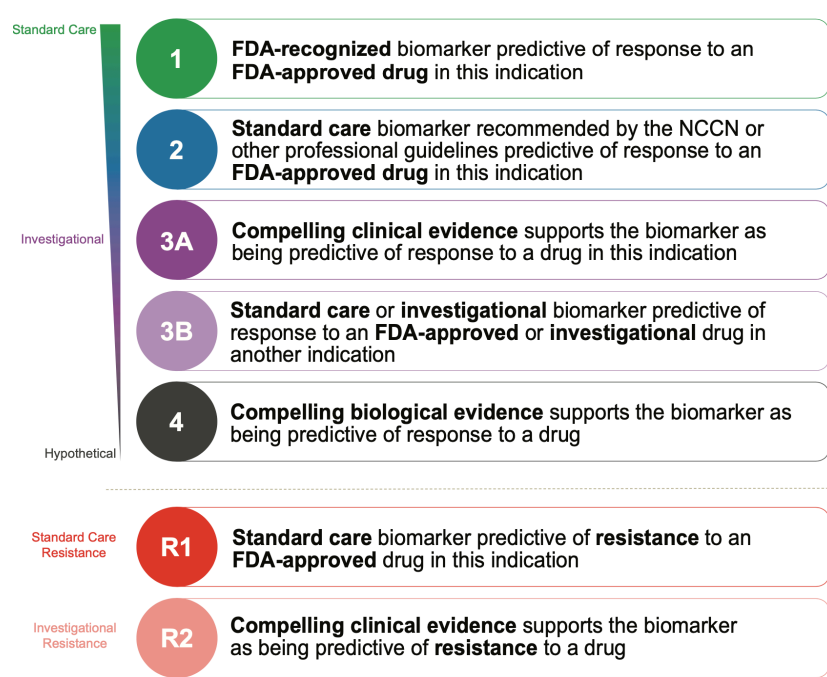 Standard Care
1
FDA-recognized biomarker predictive of response to an
FDA-approved drug in this indication
2
Standard care biomarker recommended by the NCCN or
other professional guidelines predictive of response to an
FDA-approved drug in this indication
Investigational
3A
Compelling clinical evidence supports the biomarker as
being predictive of response to a drug in this indication
3B
Standard care or investigational biomarker predictive of
response to an FDA-approved or investigational drug in
another indication
4
Compelling biological evidence supports the biomarker as
being predictive of response to a drug
Hypothetical
Standard Care
Resistance
R1
Standard care biomarker predictive of resistance to an
FDA-approved drug in this indication
Investigational
Resistance
R2
Compelling clinical evidence supports the biomarker
as being predictive of resistance to a drug